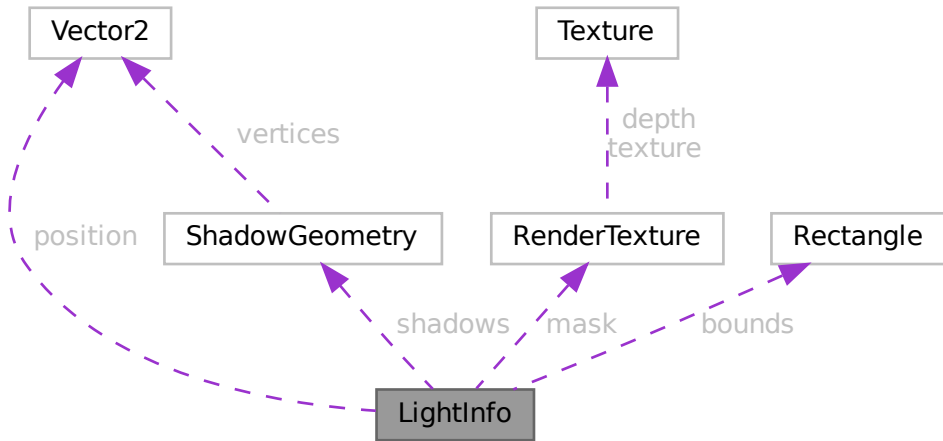 Vector2
Texture
depth
texture
vertices
position
ShadowGeometry
RenderTexture
Rectangle
shadows
mask
bounds
LightInfo